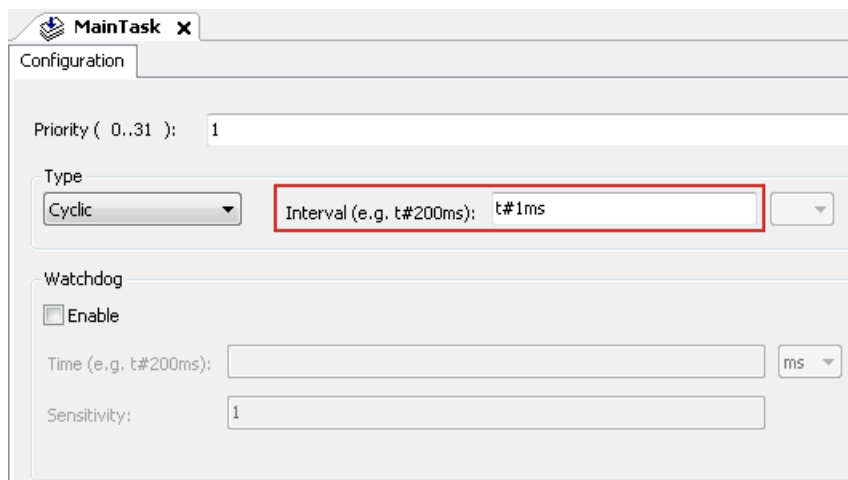 MainTask x
Configuration
Priority ( 0..31 ): 1
Type
Cyclic Interval (e.g. t#200ms): t#1ms
Watchdog
Enable
Time (e.g. t#200ms): ms
Sensitivity: 1